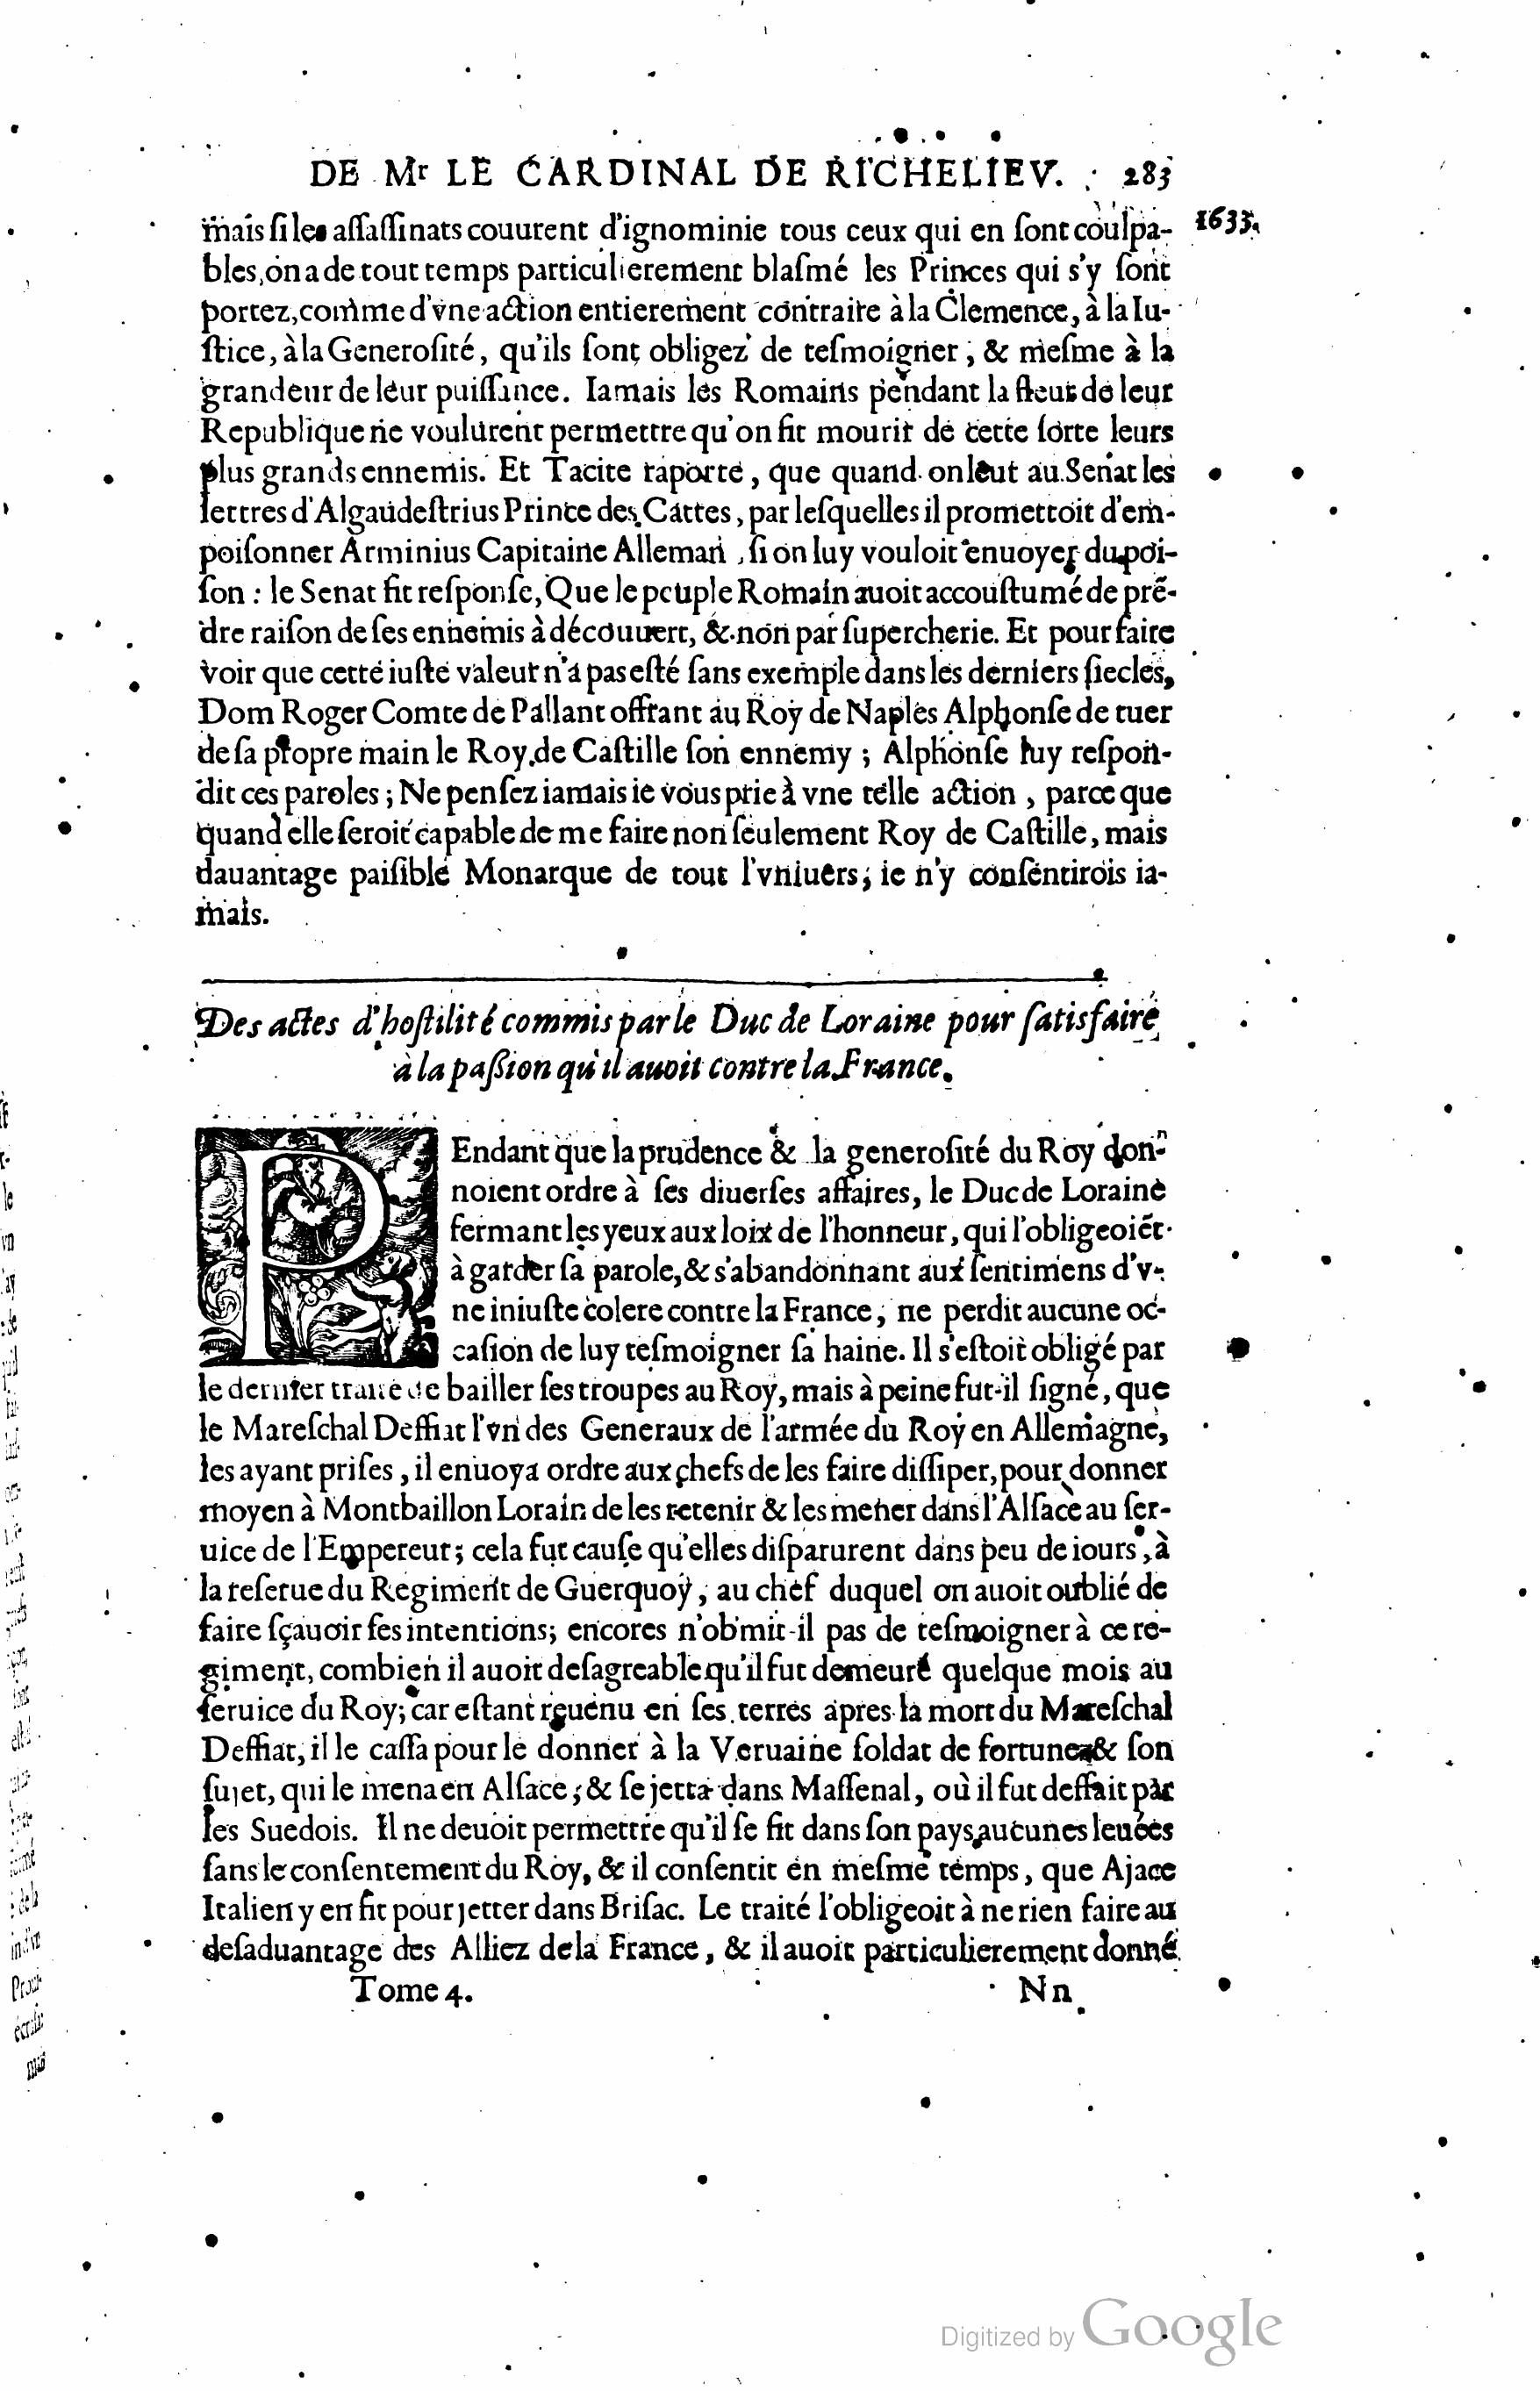 DE Mr LE CARDINAL DE RICHELIEV. 283
1633.
mais ſi les aſſaſſinats couurent d'ignominie tous ceux qui en ſont coulpa-
bles, on a de tout temps particulierement blaſmé les Princes qui s'y ſont
portez, comme d'vne action entierement contraire à la Clemence, à la Iu-
ſtice, à la Generoſité, qu'ils ſont obligez de teſmoigner, & meſme à la
grandeur de leur puiſſance. Iamais les Romains pendant la fleur de leur
Republique ne voulurent permettre qu'on fit mourir de cette ſorte leurs
plus grands ennemis. Et Tacite raporte, que quand on leut au Senat les
lettres d'Algaudeſtrius Prince des Cattes, par leſquelles il promettoit d'em-
poiſonner Arminius Capitaine Alleman, ſi on luy vouloit enuoyer du poi-
ſon : le Senat fit reſponſe, Que le peuple Romain auoit accouſtumé de prẽ-
dre raiſon de ſes ennemis à découuert, & non par ſupercherie. Et pour faire
voir que cette iuſte valeur n'a pas eſté ſans exemple dans les derniers ſiecles,
Dom Roger Comte de Pallant offrant au Roy de Naples Alphonſe de tuer
de ſa propre main le Roy de Caſtille ſon ennemy ; Alphonſe luy reſpon-
dit ces paroles ; Ne penſez iamais ie vous prie à vne telle action, parce que
quand elle ſeroit capable de me faire non ſeulement Roy de Caſtille, mais
dauantage paiſible Monarque de tout l'vniuers; ie n'y conſentirois ia-
mais.
Des actes d'hoſtilité commis par le Duc de Loraine pour ſatisfaire
à la paßion qu'il auoit contre la France.
PEndant que la prudence & la generoſité du Roy don-
noient ordre à ſes diuerſes affaires, le Duc de Loraine
fermant les yeux aux loix de l'honneur, qui l'obligeoiẽt
à garder ſa parole, & s'abandonnant aux ſentimens d'v-
ne iniuſte colere contre la France, ne perdit aucune oc-
caſion de luy teſmoigner ſa haine. Il s'eſtoit obligé par
le dernier traité de bailler ſes troupes au Roy, mais à peine fut-il ſigné, que
le Mareſchal Deffiat l'vn des Generaux de l'armée du Roy en Allemagne,
les ayant priſes, il enuoya ordre aux chefs de les faire diſſiper, pour donner
moyen à Montbaillon Lorain de les retenir & les mener dans l'Alſace au ſer-
uice de l'Empereur; cela fut cauſe qu'elles diſparurent dans peu de iours, à
la reſerue du Regiment de Guerquoy, au chef duquel on auoit oublié de
faire ſçauoir ſes intentions; encores n'obmit-il pas de teſmoigner à ce re-
giment, combien il auoit deſagreable qu'il fut demeuré quelque mois au
ſeruice du Roy; car eſtant reuenu en ſes terres apres la mort du Mareſchal
Deffiat, il le caſſa pour le donner à la Veruaine ſoldat de fortune & ſon
ſujet, qui le mena en Alſace; & ſe jetta dans Maſſenal, où il fut deffait par
les Suedois. Il ne deuoit permettre qu'il ſe fit dans ſon pays aucunes leuées
ſans le conſentement du Roy, & il conſentit en meſme temps, que Ajace
Italien y en fit pour jetter dans Briſac. Le traité l'obligeoit à ne rien faire au
deſaduantage des Alliez de la France, & il auoit particulierement donné
Tome 4. Nn
Digitized by Google